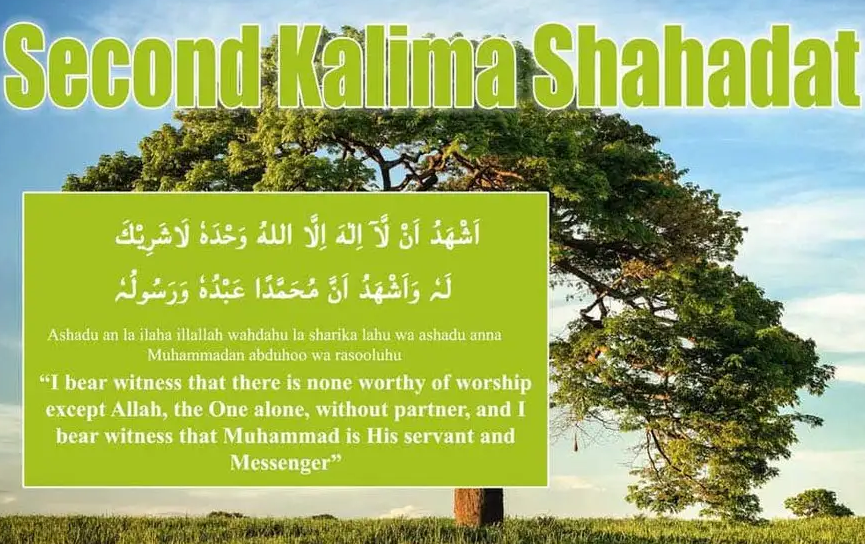 Second Kalima Shahadat
اَشْهَدُ اَنْ لَّآ اِلٰهَ اِلَّا اللهُ وَحْدَهٗ لَاشَرِيْكَ
لَهٗ وَاَشْهَدُ اَنَّ مُحَمَّدًا عَبْدُهٗ وَرَسُولُهٗ
Ashadu an la ilaha illallah wahdahu la sharika lahu wa ashadu anna
Muhammadan abduhoo wa rasooluhu
“I bear witness that there is none worthy of worship
except Allah, the One alone, without partner, and I
bear witness that Muhammad is His servant and
Messenger”